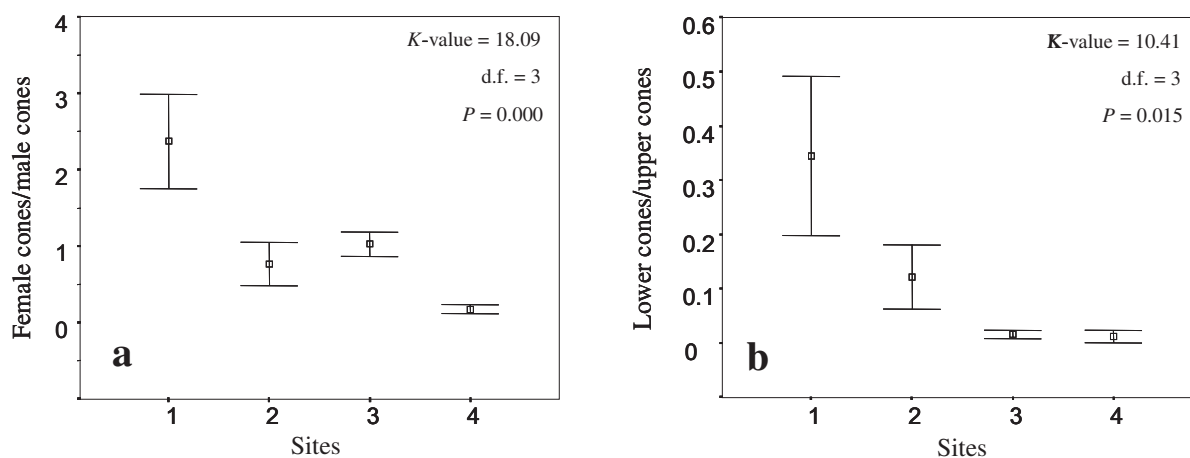 4
3
2
1
0
Female cones/male cones
K-value = 18.09
d.f. = 3
P = 0.000
a
1 2 3 4
Sites
0.6
0.5
0.4
0.3
0.2
0.1
0
Lower cones/upper cones
K-value = 10.41
d.f. = 3
P = 0.015
b
1 2 3 4
Sites